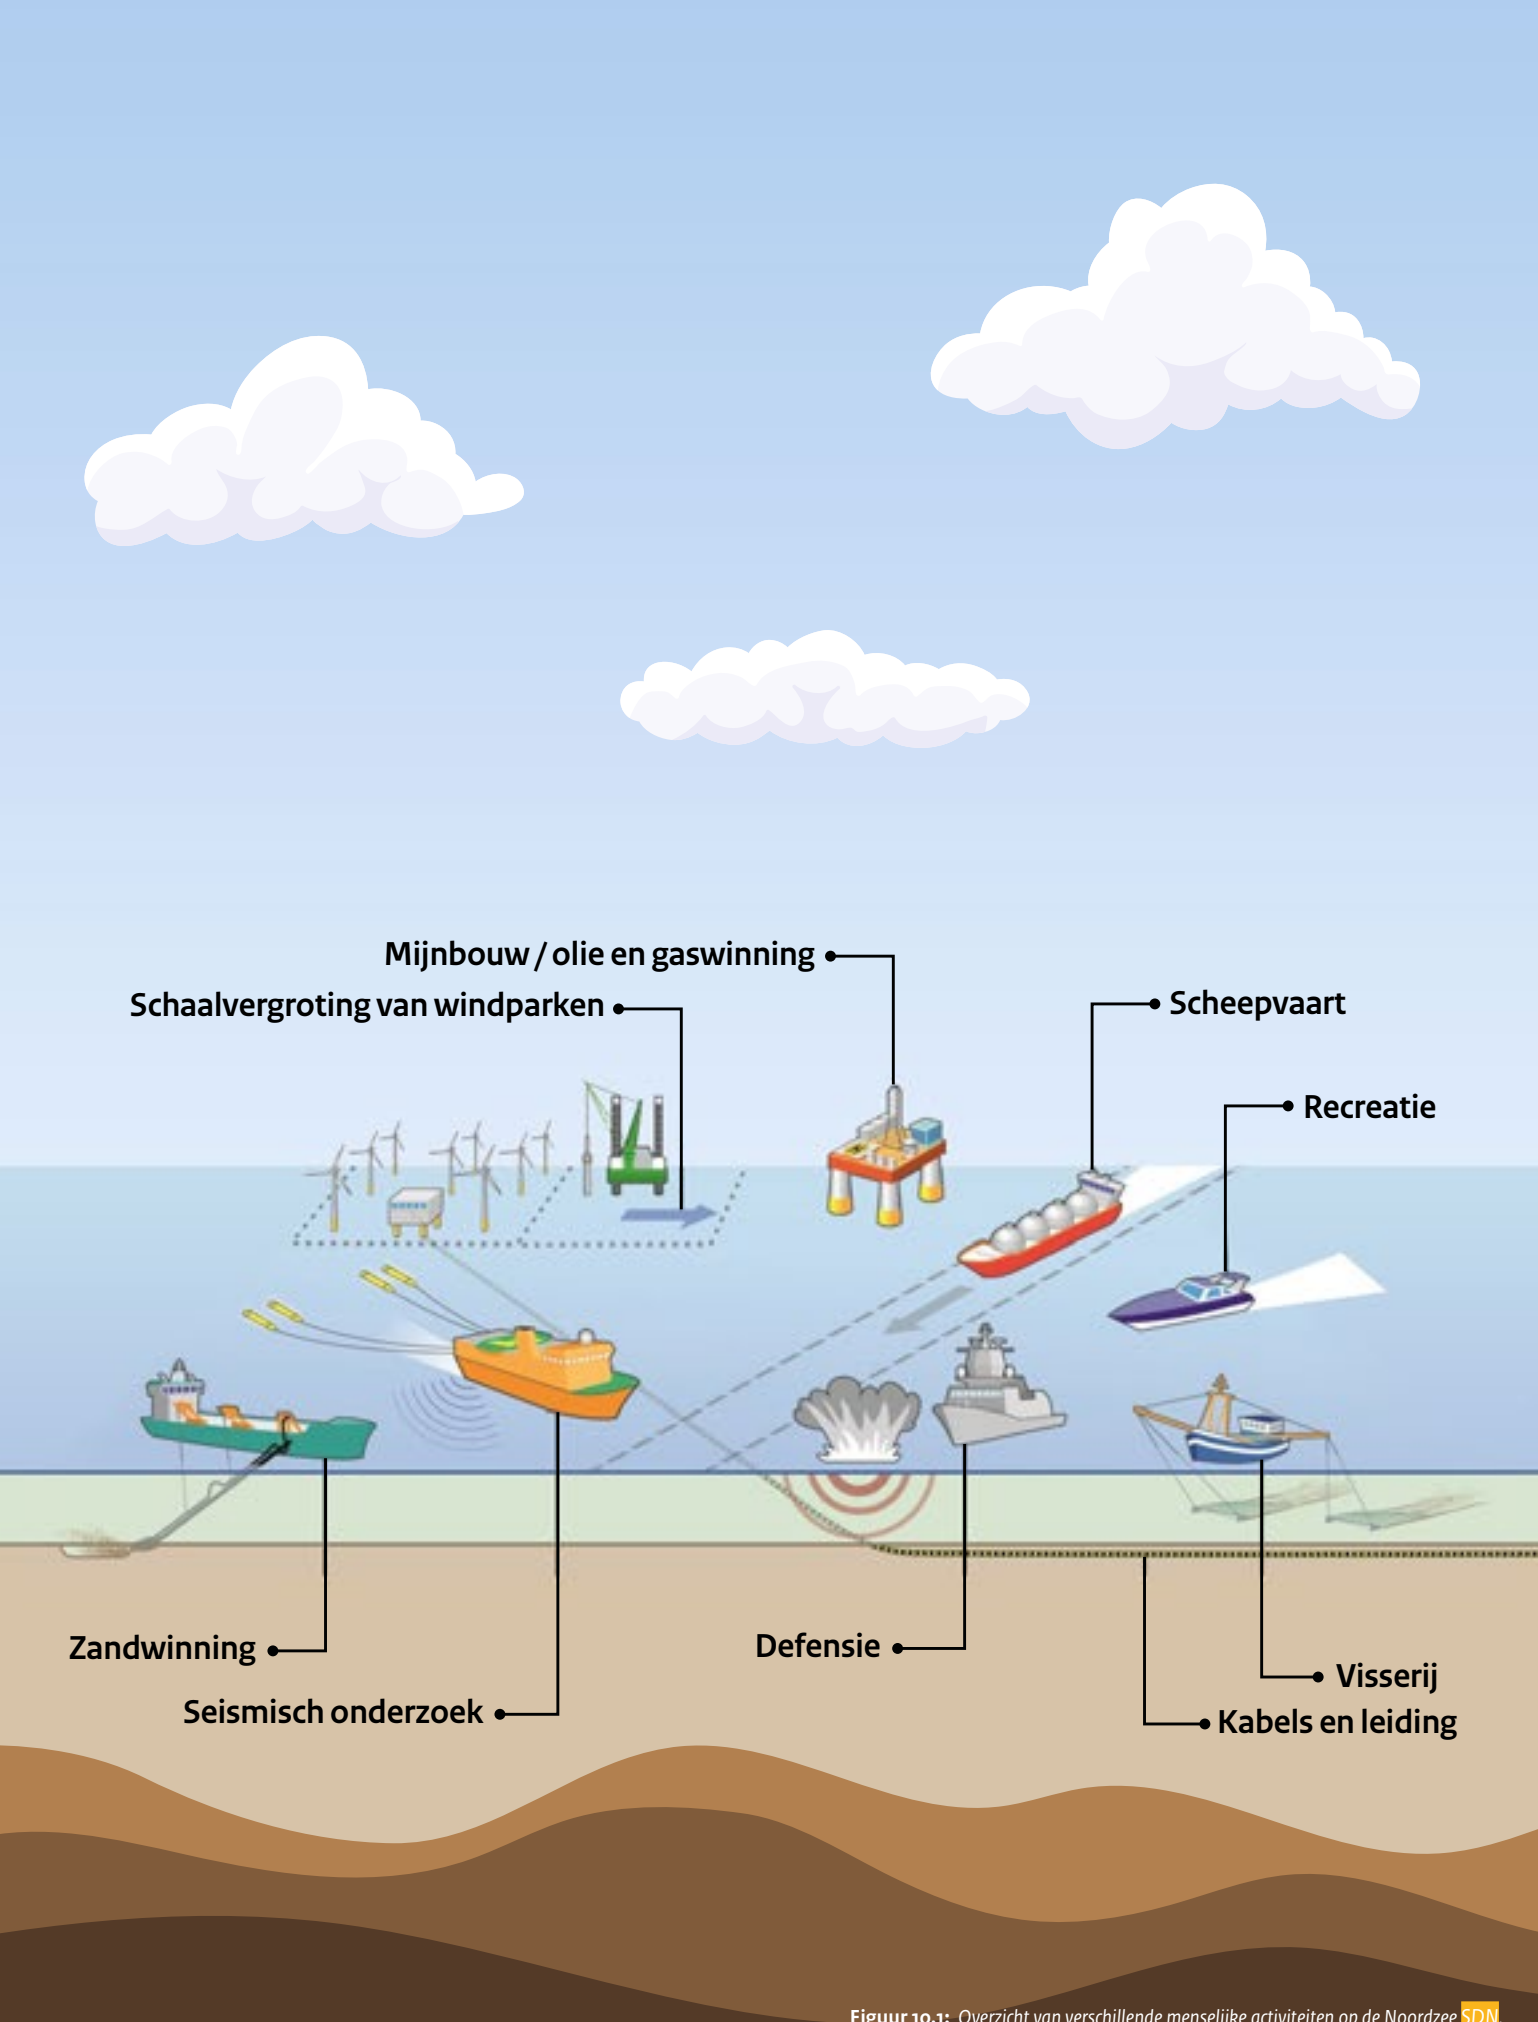 Mijnbouw / olie en gaswinning
Schaalvergroting van windparken
Scheepvaart
Recreatie
Zandwinning
Defensie
Visserij
Seismisch onderzoek
Kabels en leiding
Figuur 10.1: Overzicht van verschillende menselijke activiteiten op de Noordzee SDN